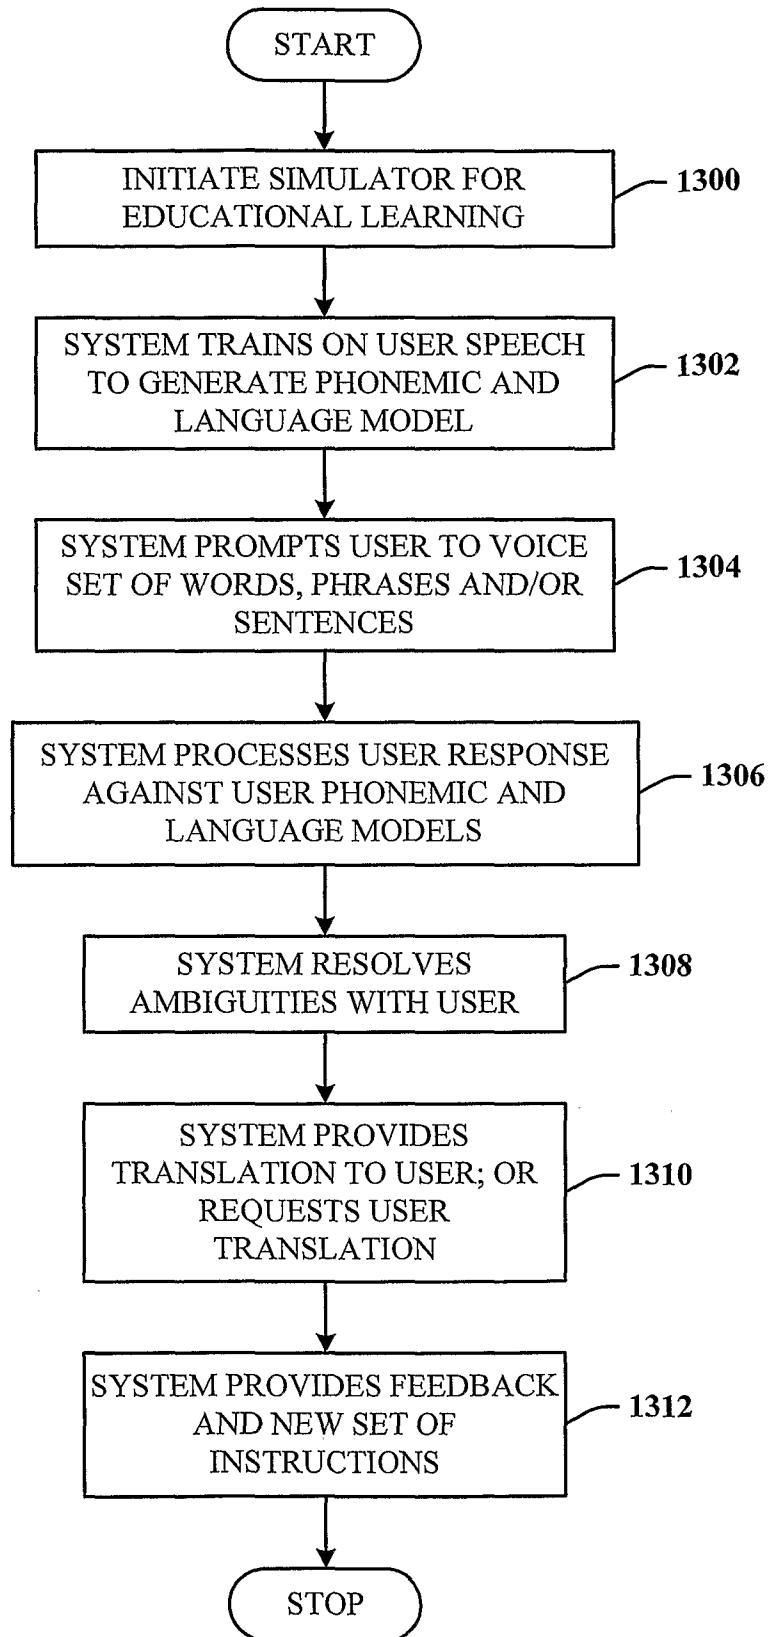 START
INITIATE SIMULATOR FOR
EDUCATIONAL LEARNING
1300
SYSTEM TRAINS ON USER SPEECH
TO GENERATE PHONEMIC AND
LANGUAGE MODEL
1302
SYSTEM PROMPTS USER TO VOICE
SET OF WORDS, PHRASES AND/OR
SENTENCES
1304
SYSTEM PROCESSES USER RESPONSE
AGAINST USER PHONEMIC AND
LANGUAGE MODELS
1306
SYSTEM RESOLVES
AMBIGUITIES WITH USER
1308
SYSTEM PROVIDES
TRANSLATION TO USER; OR
REQUESTS USER
TRANSLATION
1310
SYSTEM PROVIDES FEEDBACK
AND NEW SET OF
INSTRUCTIONS
1312
STOP